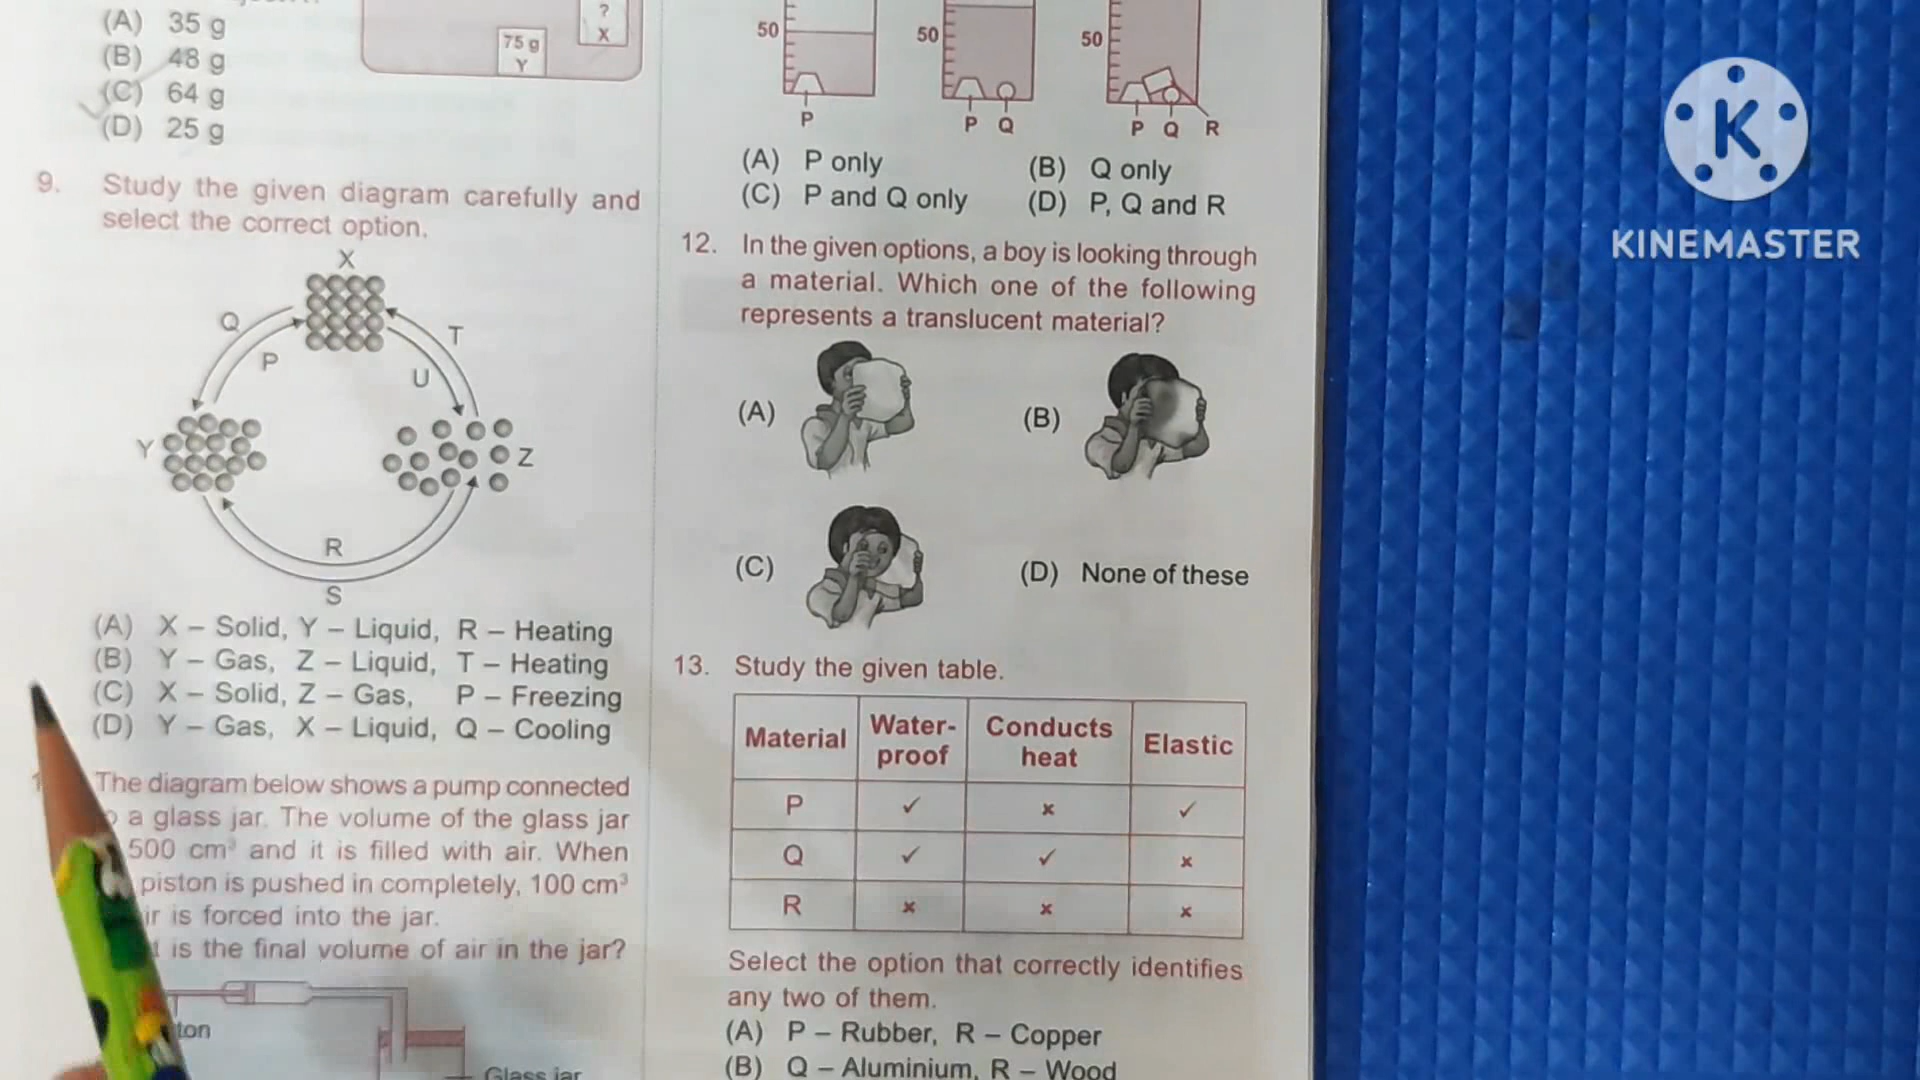 (A) 35 g
(B) 48 g
(C) 64 g
(D) 25 g
75 g
Y
?
X
9. Study the given diagram carefully and
select the correct option.
X
Q
P
T
U
Y
Z
R
S
(A) X – Solid, Y – Liquid, R – Heating
(B) Y – Gas, Z – Liquid, T – Heating
(C) X – Solid, Z – Gas, P – Freezing
(D) Y – Gas, X – Liquid, Q – Cooling
The diagram below shows a pump connected
a glass jar. The volume of the glass jar
500 cm³ and it is filled with air. When
piston is pushed in completely, 100 cm³
is forced into the jar.
is the final volume of air in the jar?
Glass jar
50
P
50
P Q
50
P Q R
(A) P only
(B) Q only
(C) P and Q only
(D) P, Q and R
12. In the given options, a boy is looking through
a material. Which one of the following
represents a translucent material?
(A)
(B)
(C)
(D) None of these
13. Study the given table.
Material Water-proof Conducts heat Elastic
P ✓ × ✓
Q ✓ ✓ ×
R × × ×
Select the option that correctly identifies
any two of them.
(A) P – Rubber, R – Copper
(B) Q – Aluminium, R – Wood
K
KINEMASTER